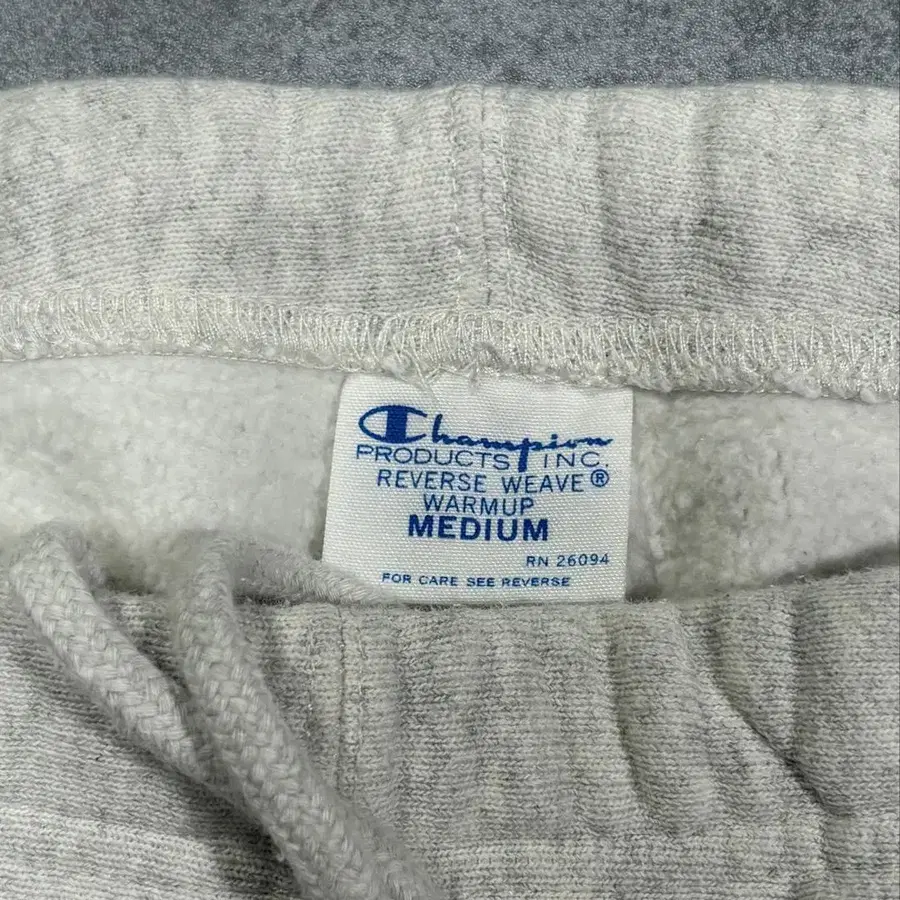 Champion
PRODUCTS INC.
REVERSE WEAVE®
WARMUP
MEDIUM
RN 26094
FOR CARE SEE REVERSE